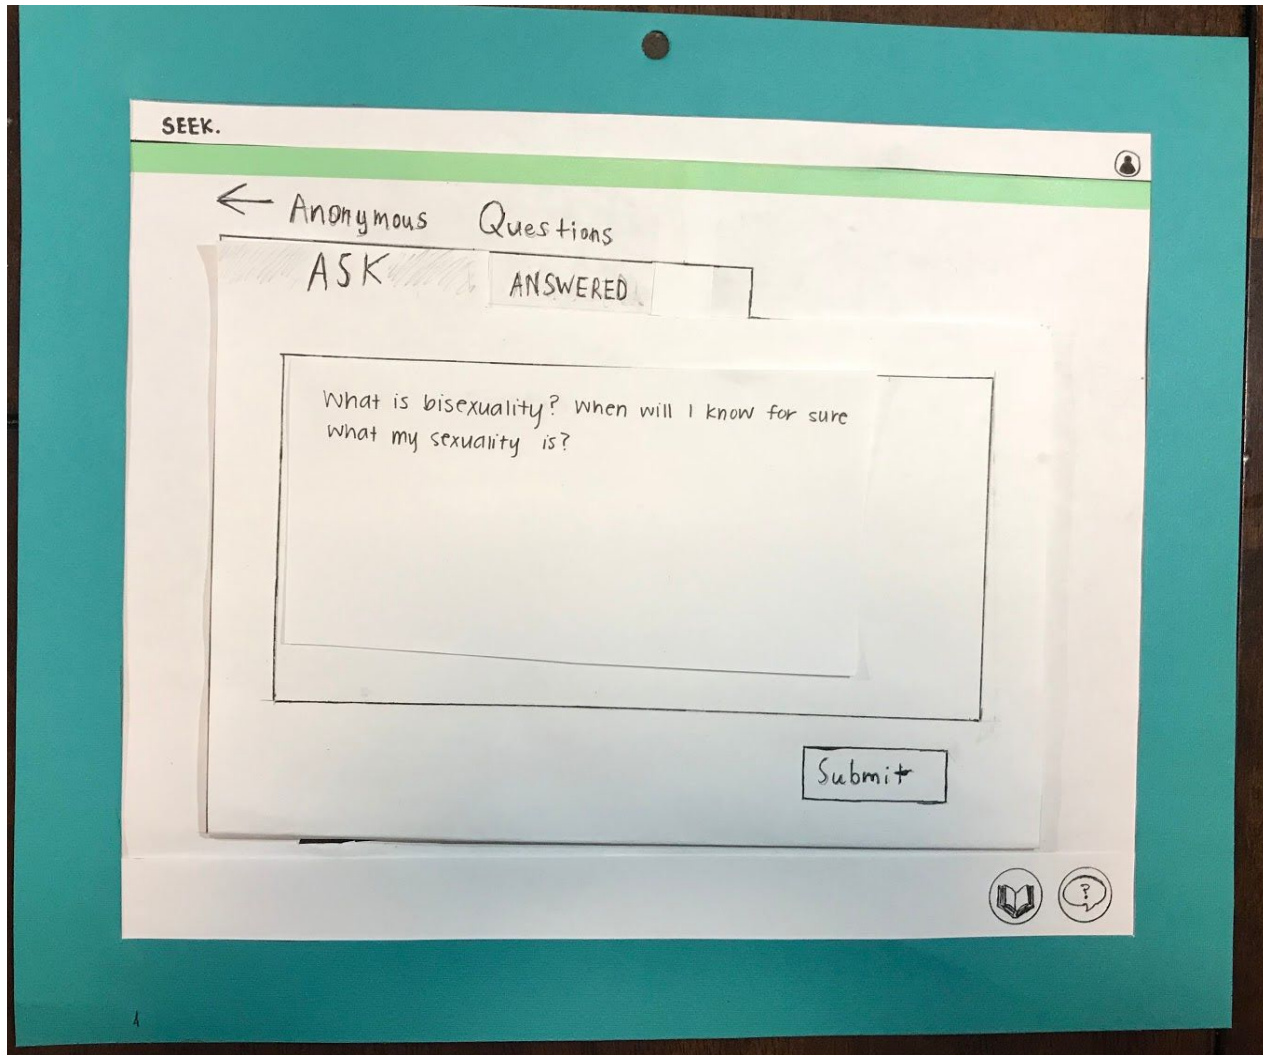 SEEK.
Anonymous Questions
ASK
ANSWERED
What is bisexuality? When will I know for sure
what my sexuality is?
Submit
?